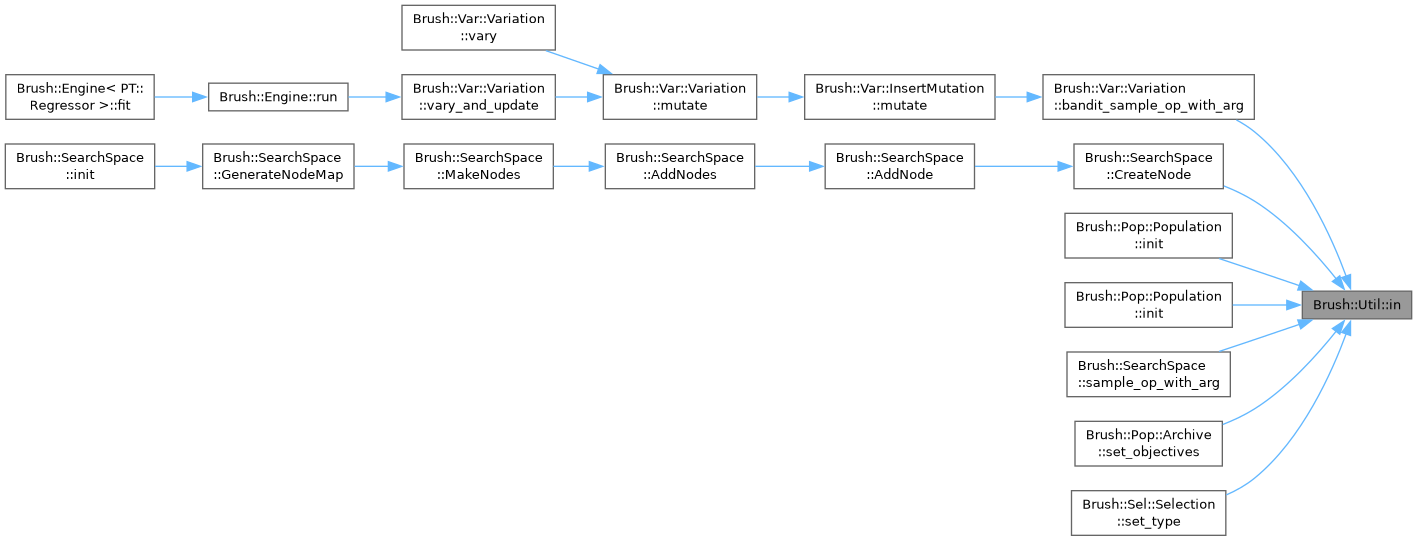 Brush::Var::Variation
::vary
Brush::Engine< PT::
Regressor >::fit
Brush::Engine::run
Brush::Var::Variation
::vary_and_update
Brush::Var::Variation
::mutate
Brush::Var::InsertMutation
::mutate
Brush::Var::Variation
::bandit_sample_op_with_arg
Brush::SearchSpace
::init
Brush::SearchSpace
::GenerateNodeMap
Brush::SearchSpace
::MakeNodes
Brush::SearchSpace
::AddNodes
Brush::SearchSpace
::AddNode
Brush::SearchSpace
::CreateNode
Brush::Pop::Population
::init
Brush::Pop::Population
::init
Brush::Util::in
Brush::SearchSpace
::sample_op_with_arg
Brush::Pop::Archive
::set_objectives
Brush::Sel::Selection
::set_type